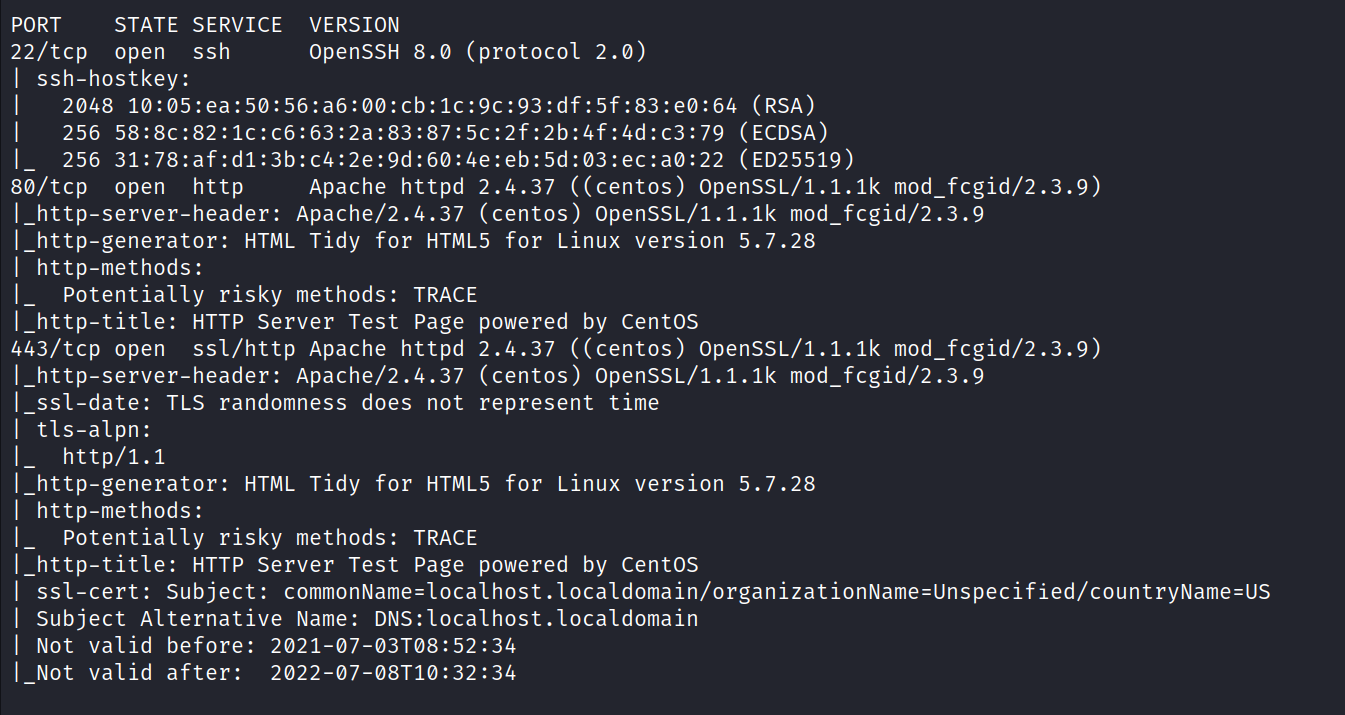 PORT    STATE SERVICE  VERSION
22/tcp  open  ssh      OpenSSH 8.0 (protocol 2.0)
| ssh-hostkey:
|   2048 10:05:ea:50:56:a6:00:cb:1c:9c:93:df:5f:83:e0:64 (RSA)
|   256 58:8c:82:1c:c6:63:2a:83:87:5c:2f:2b:4f:4d:c3:79 (ECDSA)
|_  256 31:78:af:d1:3b:c4:2e:9d:60:4e:eb:5d:03:ec:a0:22 (ED25519)
80/tcp  open  http     Apache httpd 2.4.37 ((centos) OpenSSL/1.1.1k mod_fcgid/2.3.9)
|_http-server-header: Apache/2.4.37 (centos) OpenSSL/1.1.1k mod_fcgid/2.3.9
|_http-generator: HTML Tidy for HTML5 for Linux version 5.7.28
| http-methods:
|_  Potentially risky methods: TRACE
|_http-title: HTTP Server Test Page powered by CentOS
443/tcp open  ssl/http Apache httpd 2.4.37 ((centos) OpenSSL/1.1.1k mod_fcgid/2.3.9)
|_http-server-header: Apache/2.4.37 (centos) OpenSSL/1.1.1k mod_fcgid/2.3.9
|_ssl-date: TLS randomness does not represent time
| tls-alpn:
|_  http/1.1
|_http-generator: HTML Tidy for HTML5 for Linux version 5.7.28
| http-methods:
|_  Potentially risky methods: TRACE
|_http-title: HTTP Server Test Page powered by CentOS
| ssl-cert: Subject: commonName=localhost.localdomain/organizationName=Unspecified/countryName=US
| Subject Alternative Name: DNS:localhost.localdomain
| Not valid before: 2021-07-03T08:52:34
|_Not valid after:  2022-07-08T10:32:34